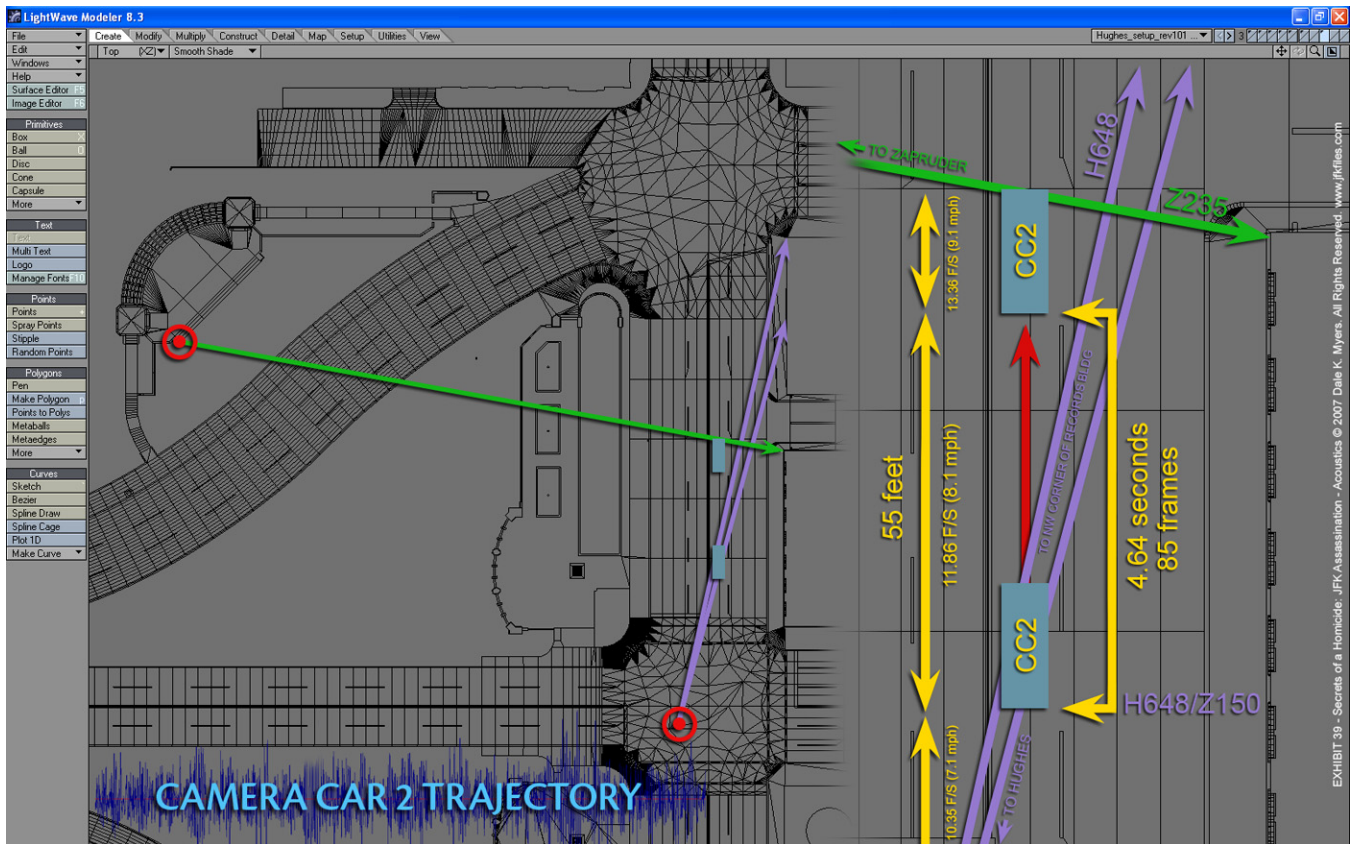 LightWave Modeler 8.3
File
Edit
Windows
Help
Surface Editor F5
Image Editor F6
Primitives
Box X
Ball O
Disc
Cone
Capsule
More
Text
Text
Multi Text
Logo
Manage Fonts F10
Points
Points +
Spray Points
Stipple
Random Points
Polygons
Pen
Make Polygon p
Points to Polys
Metaballs
Metaedges
More
Curves
Sketch
Bezier
Spline Draw
Spline Cage
Plot 1D
Make Curve
Create Modify Multiply Construct Detail Map Setup Utilities View
Hughes_setup_rev101 ... 3
Top (XZ) Smooth Shade
TO ZAPRUDER
H648
Z235
CC2
13.36 F/S (9.1 mph)
55 feet
11.86 F/S (8.1 mph)
TO NW CORNER OF RECORDS BLDG
4.64 seconds
85 frames
CC2
H648/Z150
10.35 F/S (7.1 mph)
TO HUGHES
CAMERA CAR 2 TRAJECTORY
EXHIBIT 39 - Secrets of a Homicide: JFK Assassination - Acoustics © 2007 Dale K. Myers. All Rights Reserved. www.jfkfiles.com